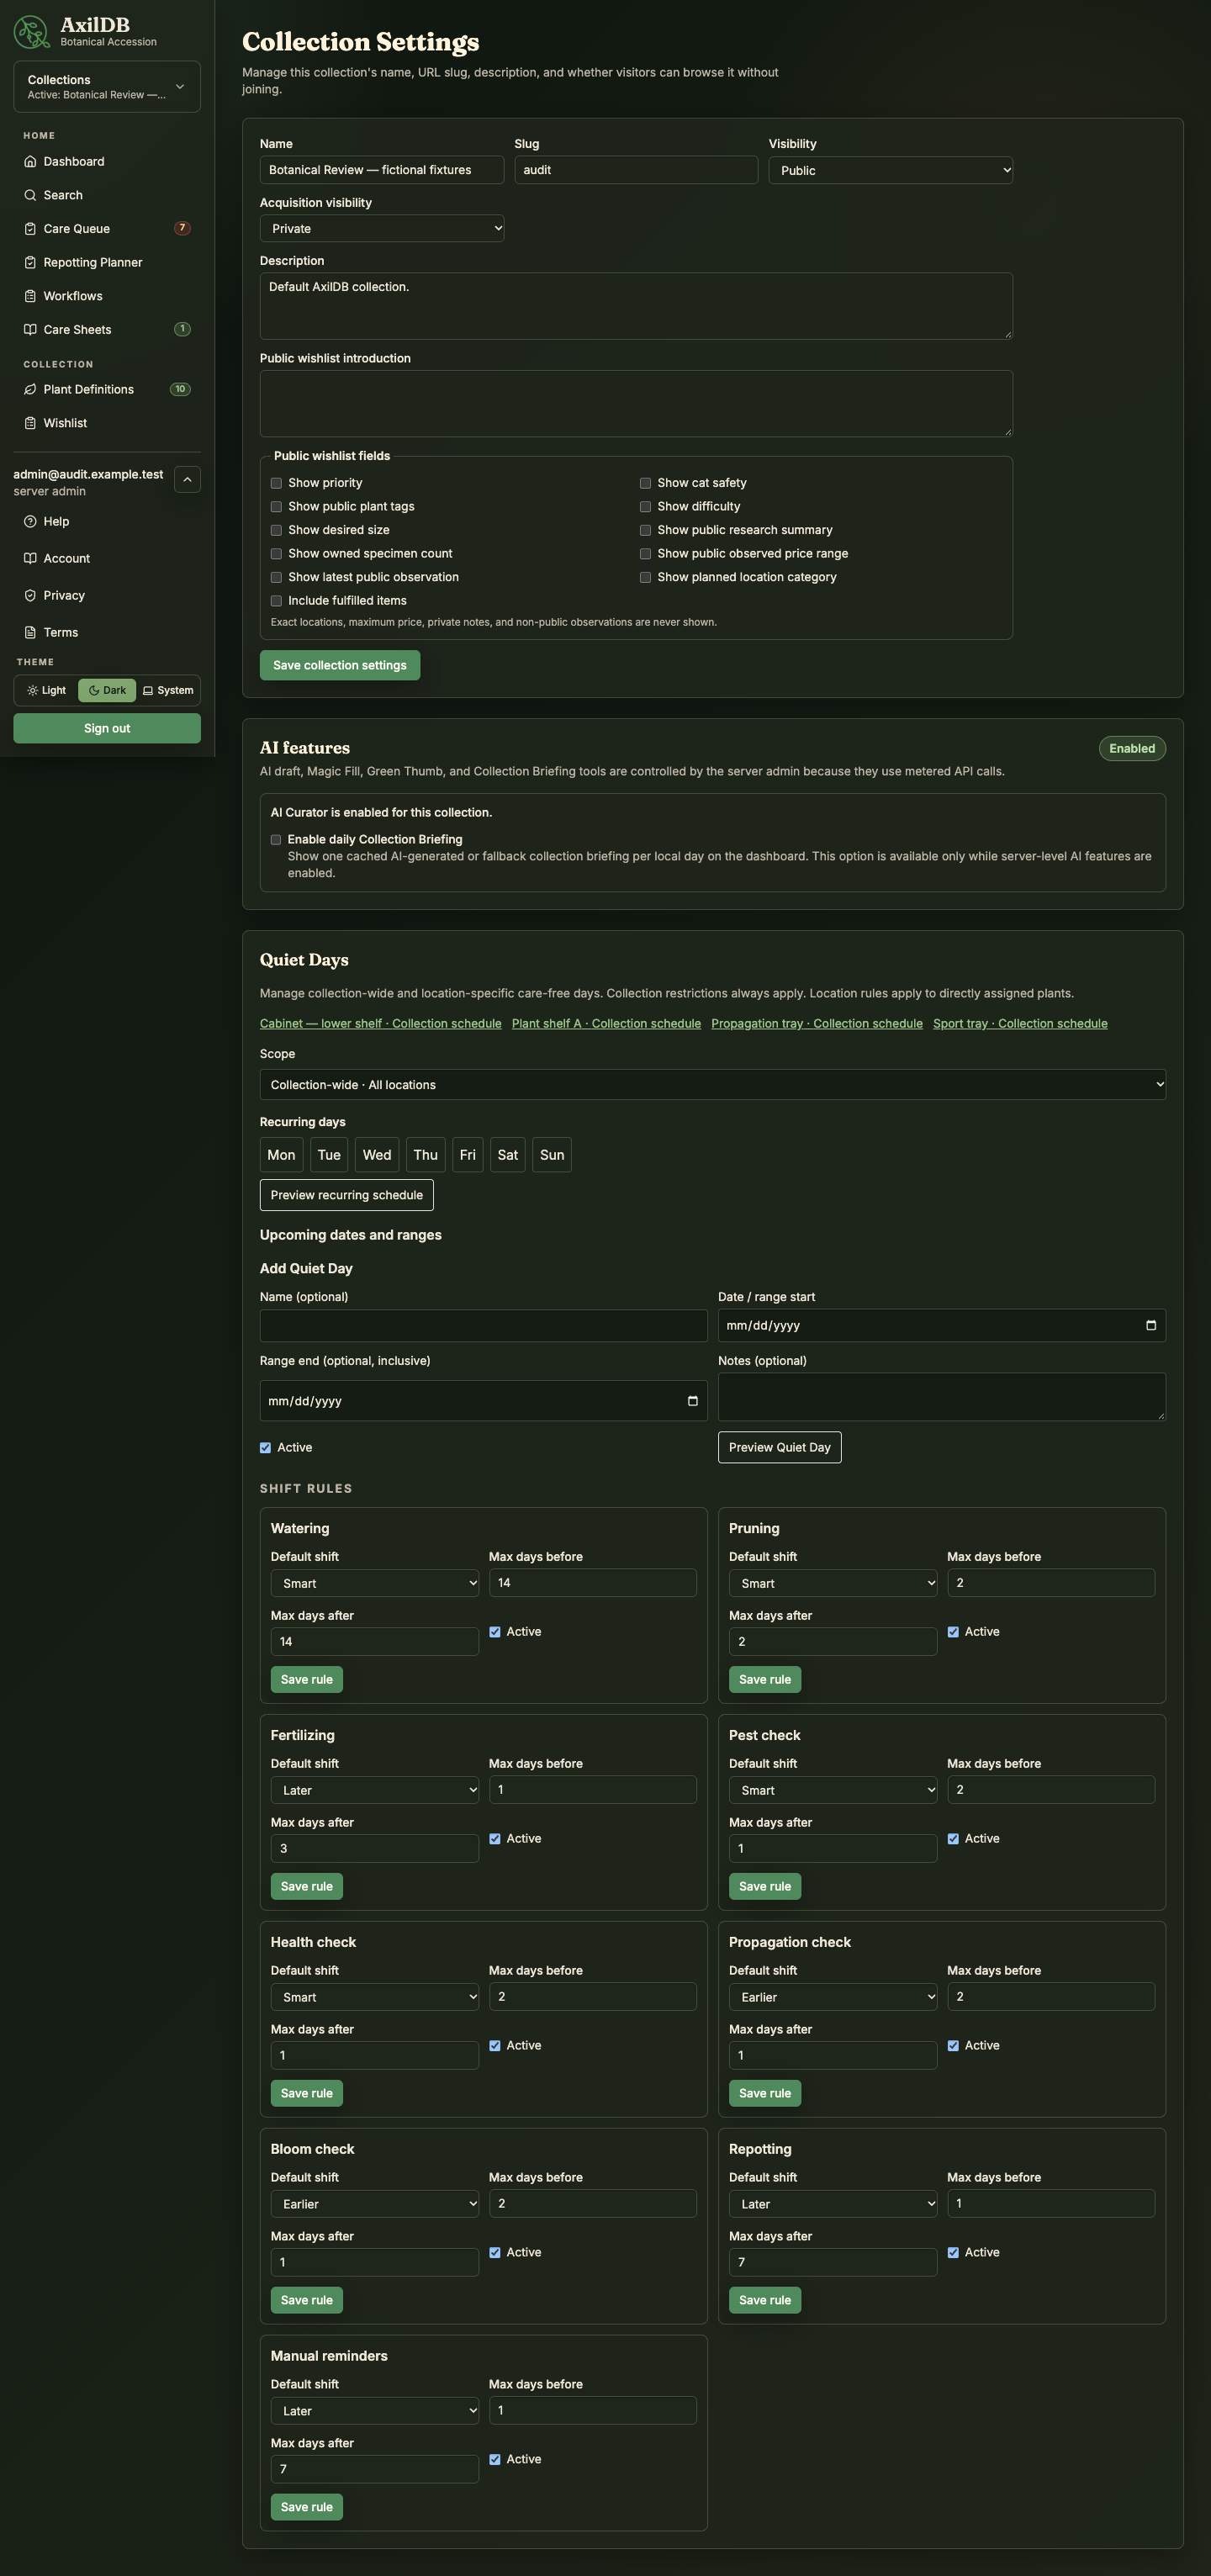 AxilDB
Botanical Accession
Collections
Active: Botanical Review —...
HOME
Dashboard
Search
Care Queue 7
Repotting Planner
Workflows
Care Sheets 1
COLLECTION
Plant Definitions 10
Wishlist
admin@audit.example.test
server admin
Help
Account
Privacy
Terms
THEME
Light Dark System
Sign out
Collection Settings
Manage this collection's name, URL slug, description, and whether visitors can browse it without
joining.
Name Slug Visibility
Botanical Review — fictional fixtures audit Public
Acquisition visibility
Private
Description
Default AxilDB collection.
Public wishlist introduction
Public wishlist fields
Show priority Show cat safety
Show public plant tags Show difficulty
Show desired size Show public research summary
Show owned specimen count Show public observed price range
Show latest public observation Show planned location category
Include fulfilled items
Exact locations, maximum price, private notes, and non-public observations are never shown.
Save collection settings
AI features Enabled
AI draft, Magic Fill, Green Thumb, and Collection Briefing tools are controlled by the server admin because they use metered API calls.
AI Curator is enabled for this collection.
Enable daily Collection Briefing
Show one cached AI-generated or fallback collection briefing per local day on the dashboard. This option is available only while server-level AI features are
enabled.
Quiet Days
Manage collection-wide and location-specific care-free days. Collection restrictions always apply. Location rules apply to directly assigned plants.
Cabinet — lower shelf · Collection schedule Plant shelf A · Collection schedule Propagation tray · Collection schedule Sport tray · Collection schedule
Scope
Collection-wide · All locations
Recurring days
Mon Tue Wed Thu Fri Sat Sun
Preview recurring schedule
Upcoming dates and ranges
Add Quiet Day
Name (optional) Date / range start
mm/dd/yyyy
Range end (optional, inclusive) Notes (optional)
mm/dd/yyyy
Active Preview Quiet Day
SHIFT RULES
Watering
Default shift Max days before
Smart 14
Max days after
14 Active
Save rule
Pruning
Default shift Max days before
Smart 2
Max days after
2 Active
Save rule
Fertilizing
Default shift Max days before
Later 1
Max days after
3 Active
Save rule
Pest check
Default shift Max days before
Smart 2
Max days after
1 Active
Save rule
Health check
Default shift Max days before
Smart 2
Max days after
1 Active
Save rule
Propagation check
Default shift Max days before
Earlier 2
Max days after
1 Active
Save rule
Bloom check
Default shift Max days before
Earlier 2
Max days after
1 Active
Save rule
Repotting
Default shift Max days before
Later 1
Max days after
7 Active
Save rule
Manual reminders
Default shift Max days before
Later 1
Max days after
7 Active
Save rule